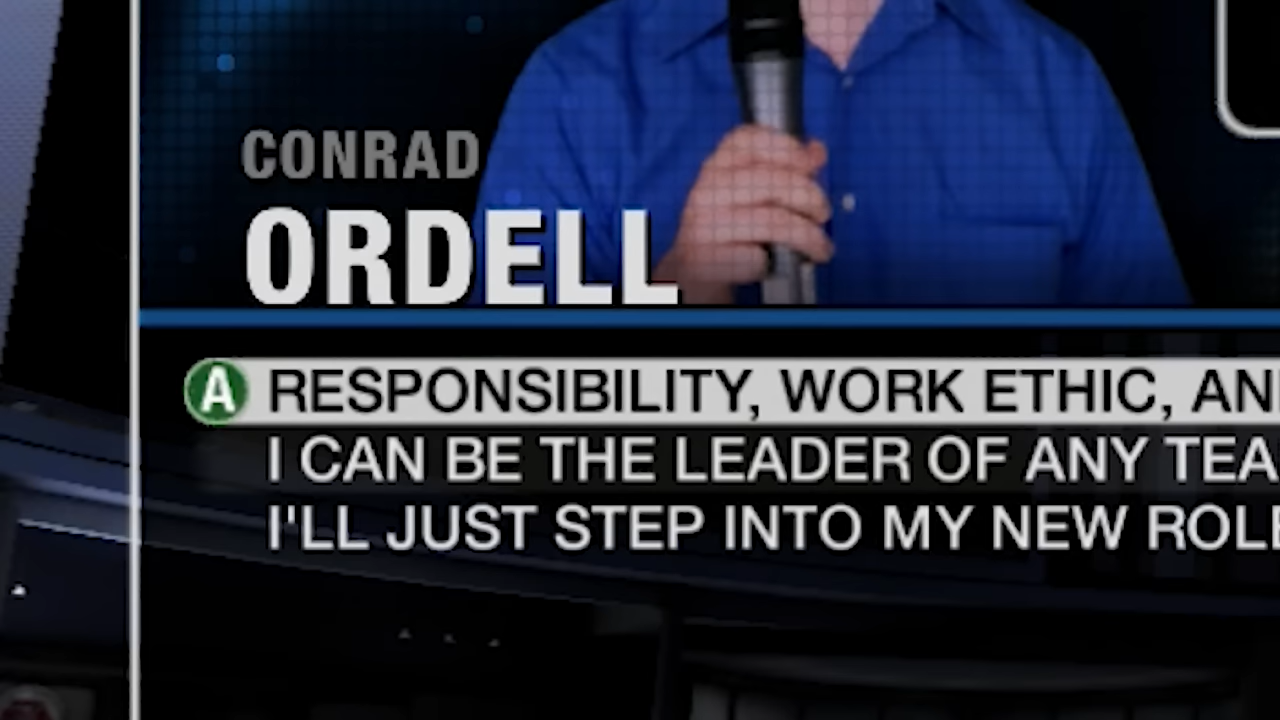 CONRAD
ORDELL
A RESPONSIBILITY, WORK ETHIC,
I CAN BE THE LEADER OF ANY
I'LL JUST STEP INTO MY NEW